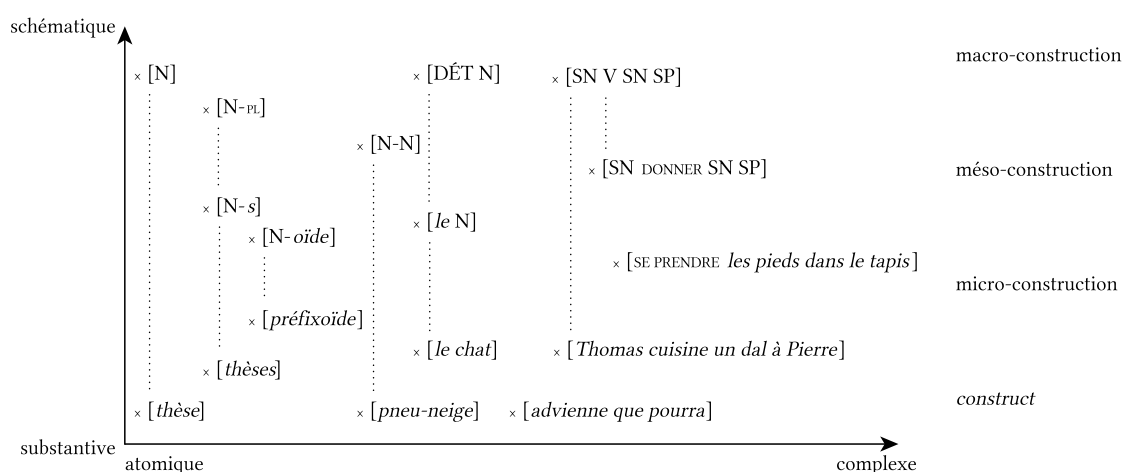 schématique
macro-construction
× [N]
× [DÉT N]
× [SN V SN SP]
× [N-PL]
× [N-N]
× [SN DONNER SN SP]
méso-construction
× [N-s]
× [le N]
× [N-oïde]
× [SE PRENDRE les pieds dans le tapis]
micro-construction
× [préfixoïde]
× [le chat]
× [Thomas cuisine un dal à Pierre]
× [thèses]
construct
× [thèse]
× [pneu-neige]
× [advienne que pourra]
substantive
atomique
complexe